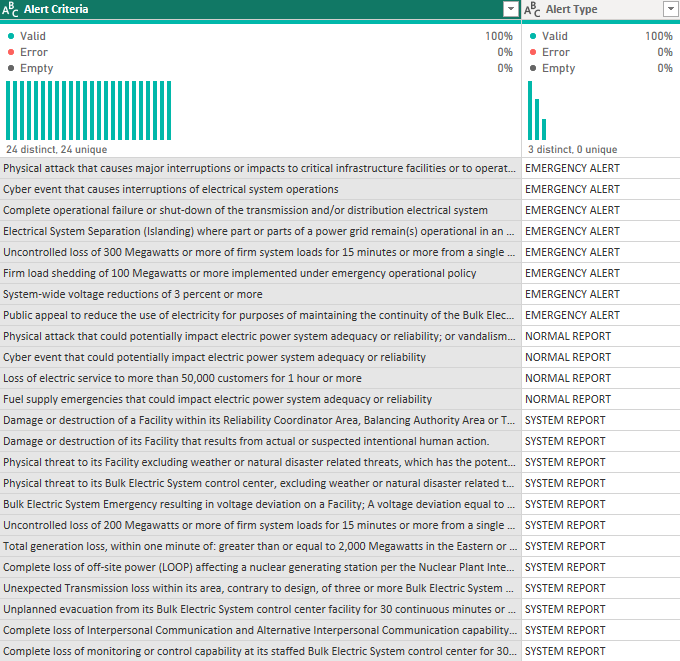 ABC Alert Criteria
ABC Alert Type
Valid 100%
Error 0%
Empty 0%
Valid 100%
Error 0%
Empty 0%
24 distinct, 24 unique
3 distinct, 0 unique
Physical attack that causes major interruptions or impacts to critical infrastructure facilities or to operat... EMERGENCY ALERT
Cyber event that causes interruptions of electrical system operations EMERGENCY ALERT
Complete operational failure or shut-down of the transmission and/or distribution electrical system EMERGENCY ALERT
Electrical System Separation (Islanding) where part or parts of a power grid remain(s) operational in an ... EMERGENCY ALERT
Uncontrolled loss of 300 Megawatts or more of firm system loads for 15 minutes or more from a single ... EMERGENCY ALERT
Firm load shedding of 100 Megawatts or more implemented under emergency operational policy EMERGENCY ALERT
System-wide voltage reductions of 3 percent or more EMERGENCY ALERT
Public appeal to reduce the use of electricity for purposes of maintaining the continuity of the Bulk Elec... EMERGENCY ALERT
Physical attack that could potentially impact electric power system adequacy or reliability; or vandalism... NORMAL REPORT
Cyber event that could potentially impact electric power system adequacy or reliability NORMAL REPORT
Loss of electric service to more than 50,000 customers for 1 hour or more NORMAL REPORT
Fuel supply emergencies that could impact electric power system adequacy or reliability NORMAL REPORT
Damage or destruction of a Facility within its Reliability Coordinator Area, Balancing Authority Area or T... SYSTEM REPORT
Damage or destruction of its Facility that results from actual or suspected intentional human action. SYSTEM REPORT
Physical threat to its Facility excluding weather or natural disaster related threats, which has the potent... SYSTEM REPORT
Physical threat to its Bulk Electric System control center, excluding weather or natural disaster related t... SYSTEM REPORT
Bulk Electric System Emergency resulting in voltage deviation on a Facility; A voltage deviation equal to ... SYSTEM REPORT
Uncontrolled loss of 200 Megawatts or more of firm system loads for 15 minutes or more from a single ... SYSTEM REPORT
Total generation loss, within one minute of: greater than or equal to 2,000 Megawatts in the Eastern or ... SYSTEM REPORT
Complete loss of off-site power (LOOP) affecting a nuclear generating station per the Nuclear Plant Inte... SYSTEM REPORT
Unexpected Transmission loss within its area, contrary to design, of three or more Bulk Electric System ... SYSTEM REPORT
Unplanned evacuation from its Bulk Electric System control center facility for 30 continuous minutes or ... SYSTEM REPORT
Complete loss of Interpersonal Communication and Alternative Interpersonal Communication capability... SYSTEM REPORT
Complete loss of monitoring or control capability at its staffed Bulk Electric System control center for 30... SYSTEM REPORT